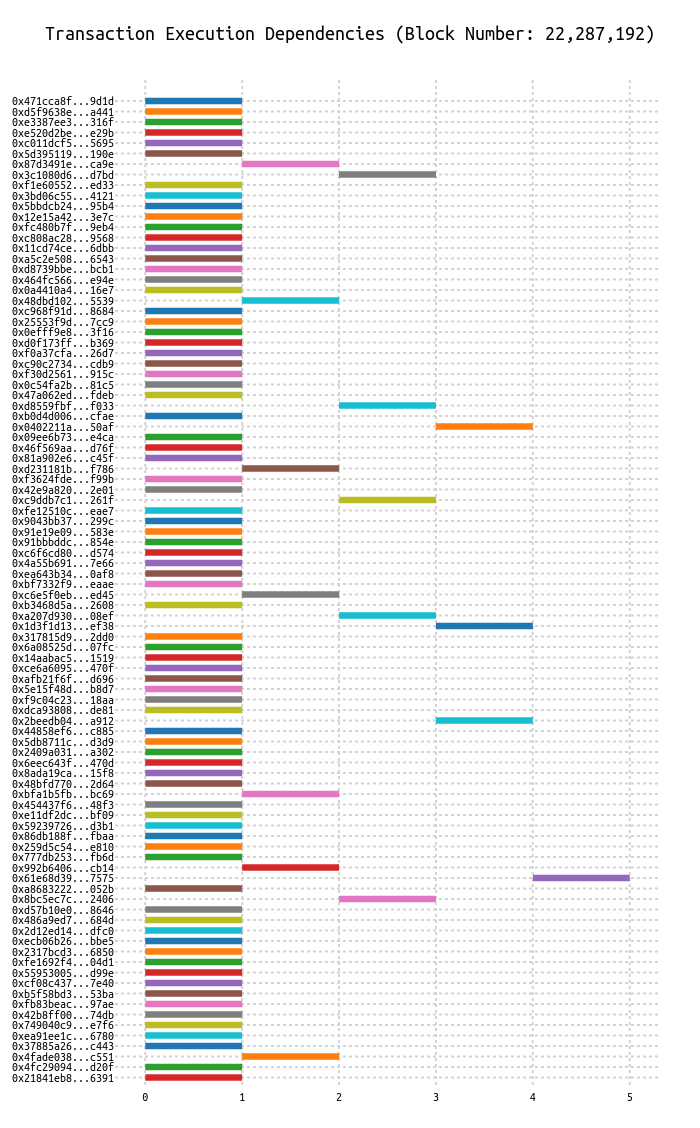 Transaction Execution Dependencies (Block Number: 22,287,192)
0x471cca8f...9d1d
0xd5f9638e...a441
0xe3387ee3...316f
0xe520d2be...e29b
0xc011dcf5...5695
0x5d395119...190e
0x87d3491e...ca9e
0x3c1080d6...d7bd
0xf1e60552...ed33
0x3bd06c55...4121
0x5bbdcb24...95b4
0x12e15a42...3e7c
0xfc480b7f...9eb4
0xc808ac28...9568
0x11cd74ce...6dbb
0xa5c2e508...6543
0xd8739bbe...bcb1
0x464fc566...e94e
0x0a4410a4...16e7
0x48dbd102...5539
0xc968f91d...8684
0x25553f9d...7cc9
0x0efff9e8...3f16
0xd0f173ff...b369
0xf0a37cfa...26d7
0xc90c2734...cdb9
0xf30d2561...915c
0x0c54fa2b...81c5
0x47a062ed...fdeb
0xd8559fbf...f033
0xb0d4d006...cfae
0x0402211a...50af
0x09ee6b73...e4ca
0x46f569aa...d76f
0x81a902e6...c45f
0xd231181b...f786
0xf3624fde...f99b
0x42e9a820...2e01
0xc9ddb7c1...261f
0xfe12510c...eae7
0x9043bb37...299c
0x91e19e09...583e
0x91bbbddc...854e
0xc6f6cd80...d574
0x4a55b691...7e66
0xea643b34...0af8
0xbf7332f9...eaae
0xc6e5f0eb...ed45
0xb3468d5a...2608
0xa207d930...08ef
0x1d3f1d13...ef38
0x317815d9...2dd0
0x6a08525d...07fc
0x14aabac5...1519
0xce6a6095...470f
0xafb21f6f...d696
0x5e15f48d...b8d7
0xf9c04c23...18aa
0xdca93808...de81
0x2beedb04...a912
0x44858ef6...c885
0x5db8711c...d3d9
0x2409a031...a302
0x6eec643f...470d
0x8ada19ca...15f8
0x48bfd770...2d64
0xbfa1b5fb...bc69
0x454437f6...48f3
0xe11df2dc...bf09
0x59239726...d3b1
0x86db188f...fbaa
0x259d5c54...e810
0x777db253...fb6d
0x992b6406...cb14
0x61e68d39...7575
0xa8683222...052b
0x8bc5ec7c...2406
0xd57b10e0...8646
0x486a9ed7...684d
0x2d12ed14...dfc0
0xecb06b26...bbe5
0x2317bcd3...6850
0xfe1692f4...04d1
0x55953005...d99e
0xcf08c437...7e40
0xb5f58bd3...53ba
0xfb83beac...97ae
0x42b8ff00...74db
0x749040c9...e7f6
0xea91ee1c...6780
0x37885a26...c443
0x4fade038...c551
0x4fc29094...d20f
0x21841eb8...6391
0 1 2 3 4 5